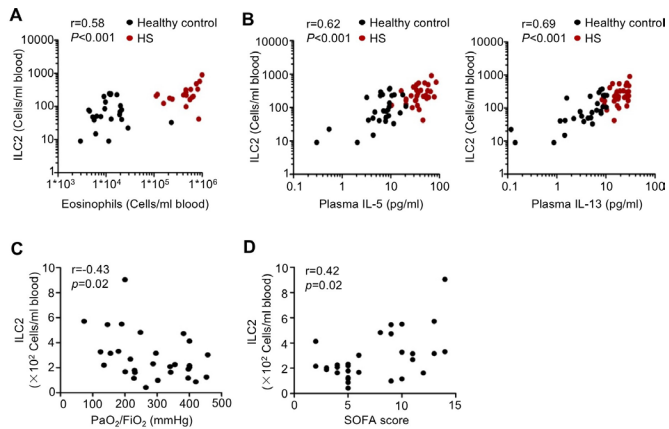 A
r=0.58
P<0.001
Healthy control
HS
ILC2 (Cells/ml blood)
10000
1000
100
10
1
1**10³ 1**10⁴ 1**10⁵ 1**10⁶
Eosinophils (Cells/ml blood)
B
r=0.62
P<0.001
Healthy control
HS
ILC2 (Cells/ml blood)
10000
1000
100
10
1
0.1 1 10 100
Plasma IL-5 (pg/ml)
r=0.69
P<0.001
Healthy control
HS
ILC2 (Cells/ml blood)
10000
1000
100
10
1
0.1 1 10 100
Plasma IL-13 (pg/ml)
C
r=-0.43
p=0.02
ILC2
(×10² Cells/ml blood)
10
8
6
4
2
0
0 100 200 300 400 500
PaO₂/FiO₂ (mmHg)
D
r=0.42
p=0.02
ILC2
(×10² Cells/ml blood)
10
8
6
4
2
0
0 5 10 15
SOFA score